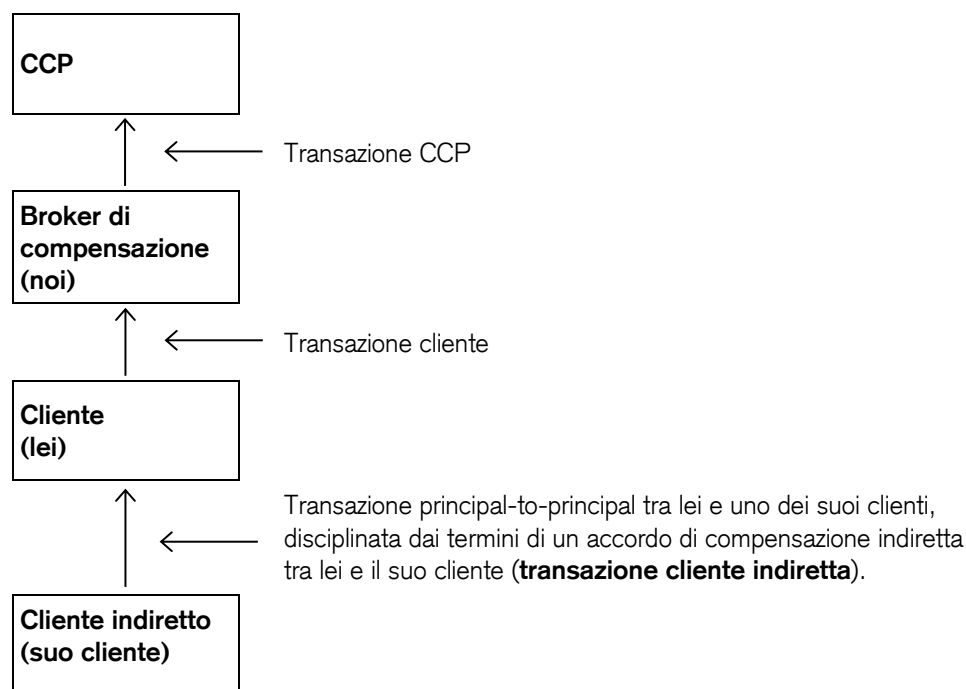 CCP
Transazione CCP
Broker di
compensazione
(noi)
Transazione cliente
Cliente
(lei)
Transazione principal-to-principal tra lei e uno dei suoi clienti,
disciplinata dai termini di un accordo di compensazione indiretta
tra lei e il suo cliente (transazione cliente indiretta).
Cliente indiretto
(suo cliente)